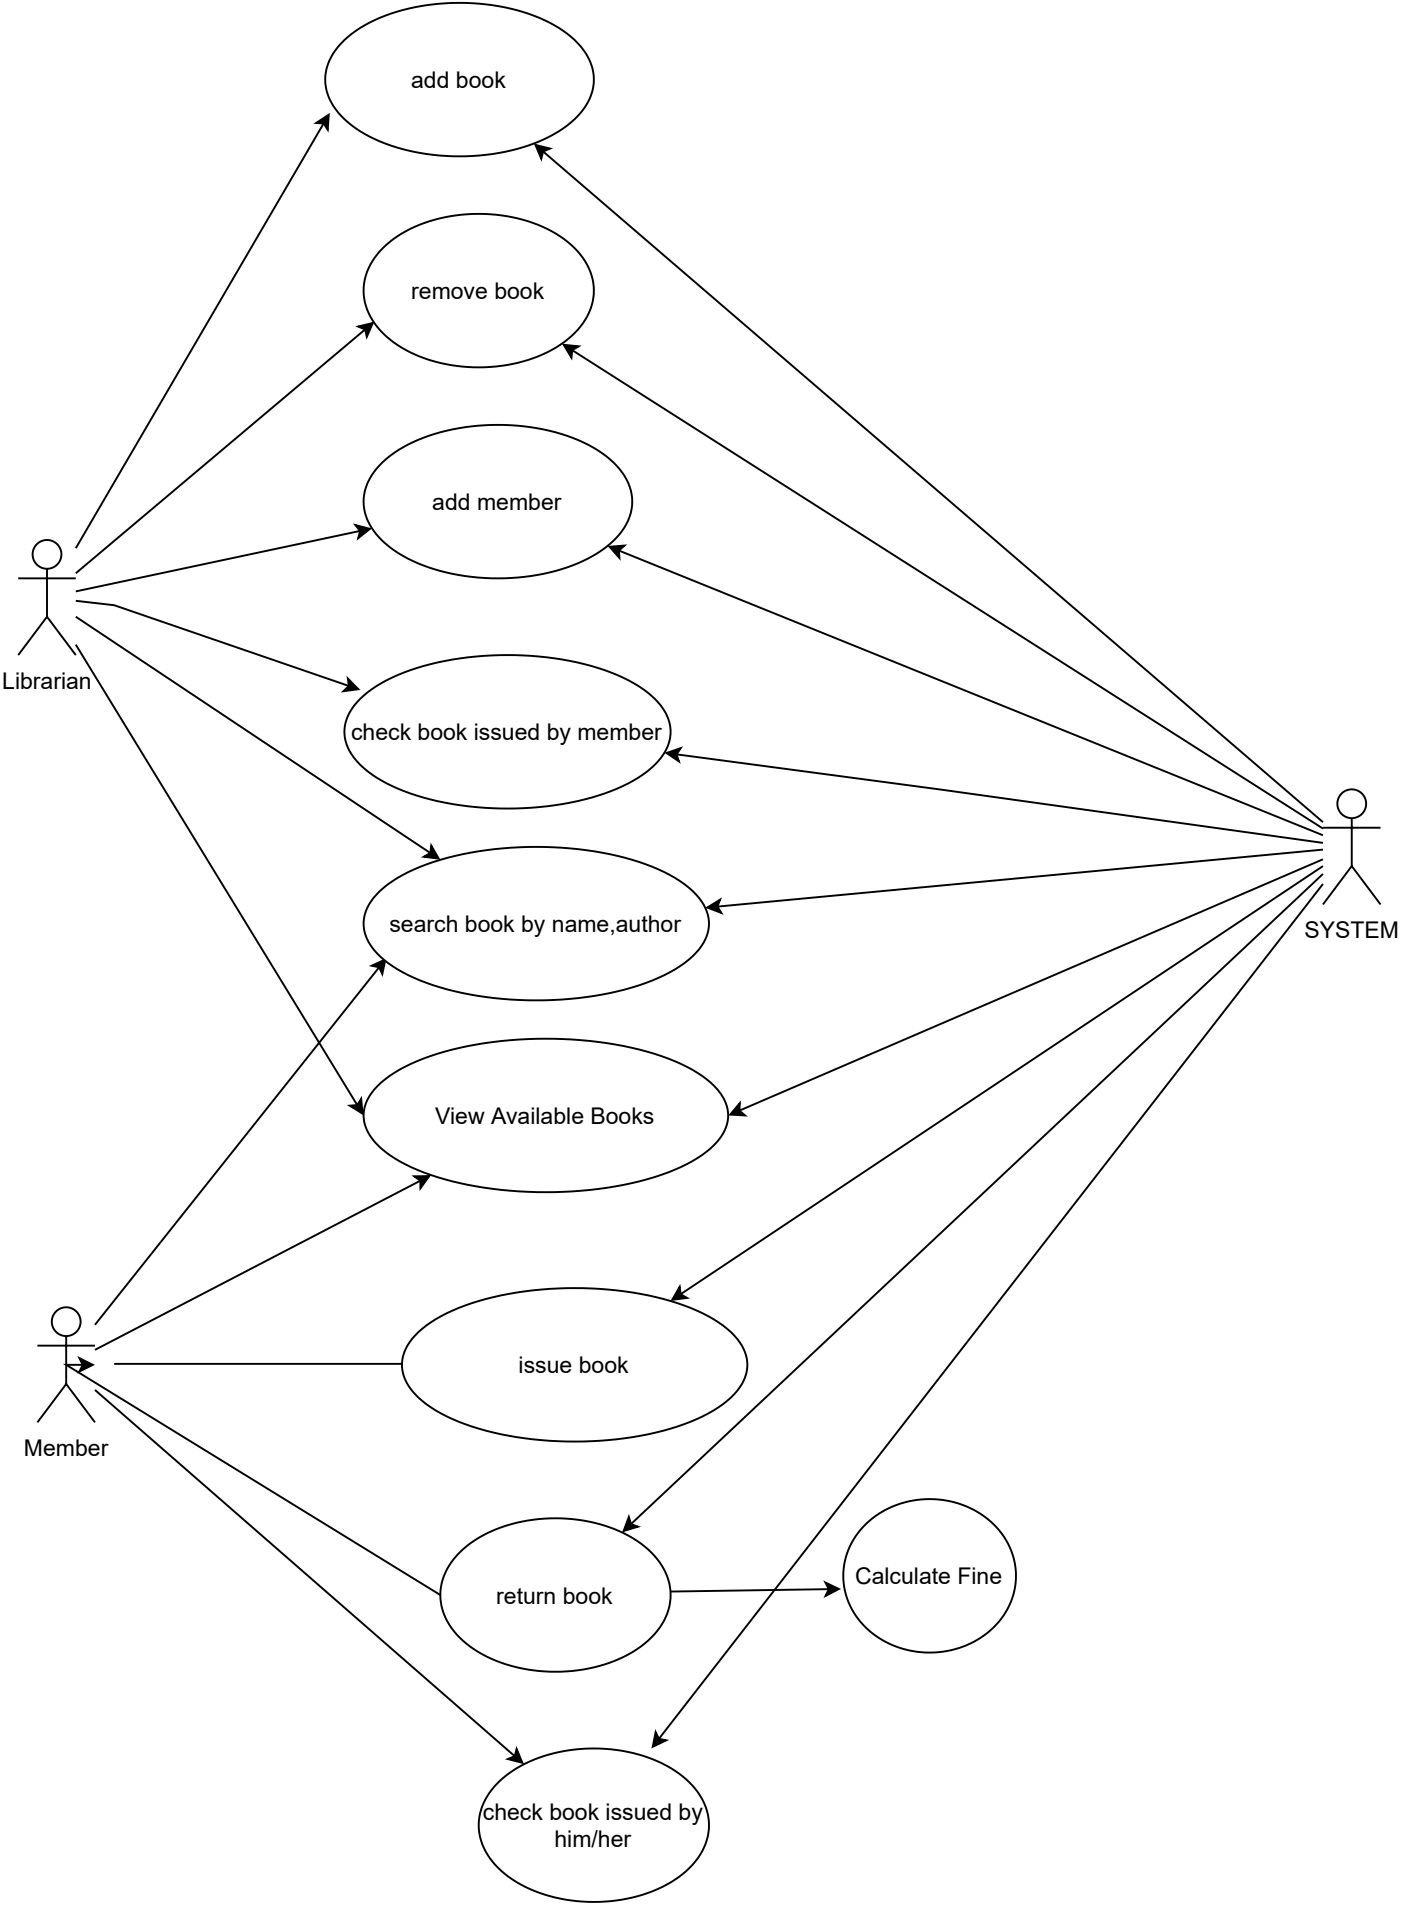 add book
remove book
add member
Librarian
check book issued by member
search book by name,author
SYSTEM
View Available Books
issue book
Member
Calculate Fine
return book
check book issued by
him/her